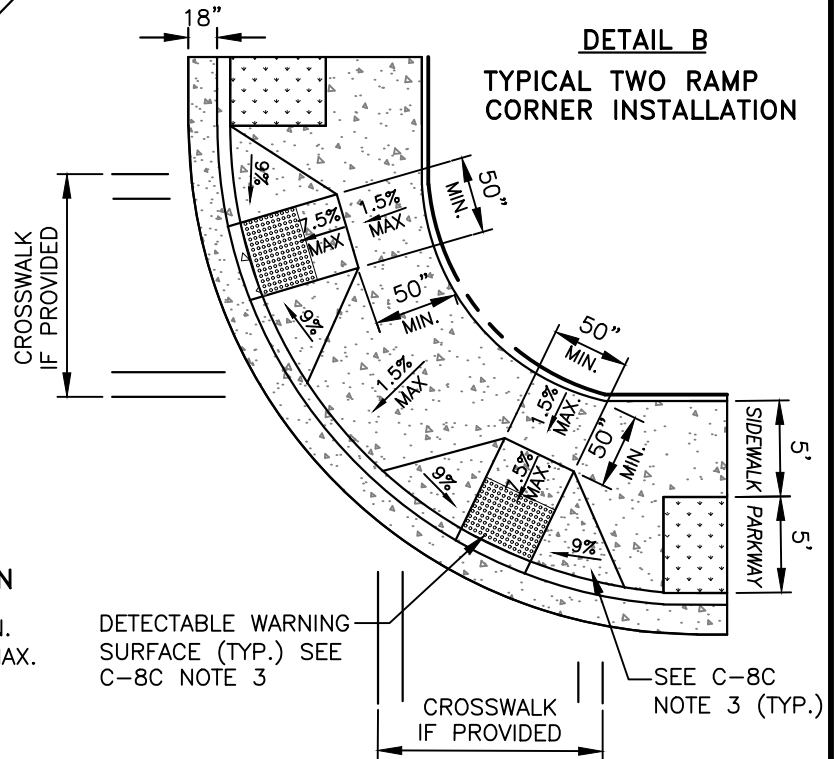 18"
DETAIL B
TYPICAL TWO RAMP
CORNER INSTALLATION
9%
7.5%
MAX
1.5%
MAX
50"
MIN.
CROSSWALK
IF PROVIDED
9%
50"
MIN.
50"
MIN.
1.5%
MAX
1.5%
MAX.
50"
MIN.
SIDEWALK
5'
9%
7.5%
MAX.
9%
PARKWAY
5'
N
N.
AX.
DETECTABLE WARNING
SURFACE (TYP.) SEE
C-8C NOTE 3
SEE C-8C
NOTE 3 (TYP.)
CROSSWALK
IF PROVIDED